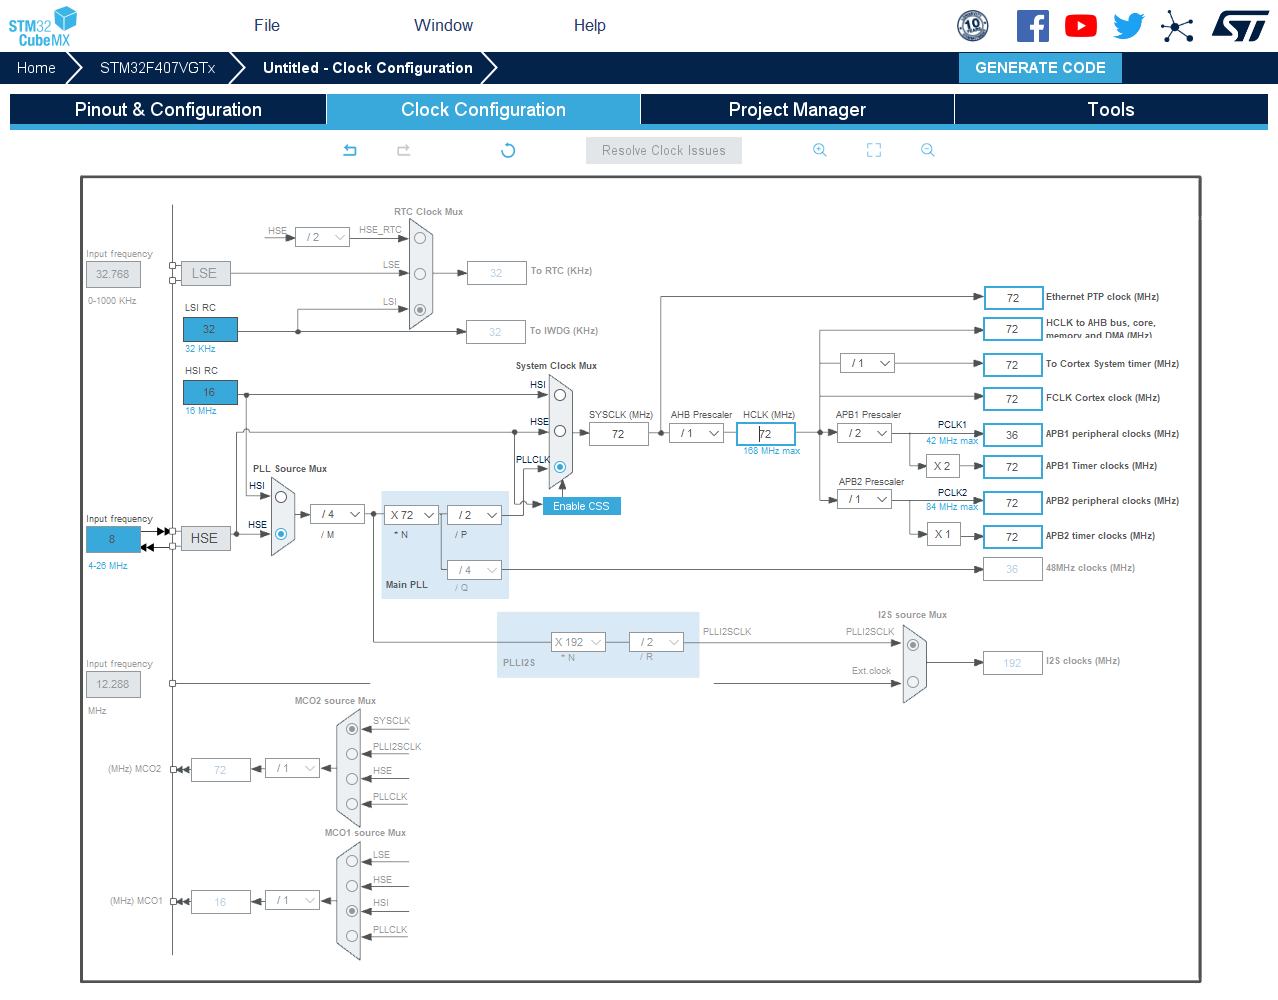 STM32
CubeMX
File
Window
Help
10
YEARS
Home
STM32F407VGTx
Untitled - Clock Configuration
GENERATE CODE
Pinout & Configuration
Clock Configuration
Project Manager
Tools
Resolve Clock Issues
RTC Clock Mux
HSE
/ 2
HSE_RTC
Input frequency
32.768
LSE
LSE
32
To RTC (KHz)
0-1000 KHz
LSI RC
LSI
32
32
To IWDG (KHz)
32 KHz
HSI RC
16
16 MHz
System Clock Mux
HSI
HSE
PLLCLK
Enable CSS
SYSCLK (MHz)
72
AHB Prescaler
/ 1
HCLK (MHz)
72
168 MHz max
72
Ethernet PTP clock (MHz)
72
HCLK to AHB bus, core,
memory and DMA (MHz)
/ 1
72
To Cortex System timer (MHz)
72
FCLK Cortex clock (MHz)
APB1 Prescaler
/ 2
PCLK1
42 MHz max
36
APB1 peripheral clocks (MHz)
X 2
72
APB1 Timer clocks (MHz)
APB2 Prescaler
/ 1
PCLK2
84 MHz max
72
APB2 peripheral clocks (MHz)
X 1
72
APB2 timer clocks (MHz)
36
48MHz clocks (MHz)
PLL Source Mux
HSI
HSE
Input frequency
8
HSE
4-26 MHz
/ 4
/ M
X 72
* N
/ 2
/ P
/ 4
/ Q
Main PLL
X 192
* N
/ 2
/ R
PLLI2S
PLLI2SCLK
I2S source Mux
PLLI2SCLK
Ext.clock
192
I2S clocks (MHz)
Input frequency
12.288
MHz
MCO2 source Mux
SYSCLK
PLLI2SCLK
HSE
PLLCLK
(MHz) MCO2
72
/ 1
MCO1 source Mux
LSE
HSE
HSI
PLLCLK
(MHz) MCO1
16
/ 1